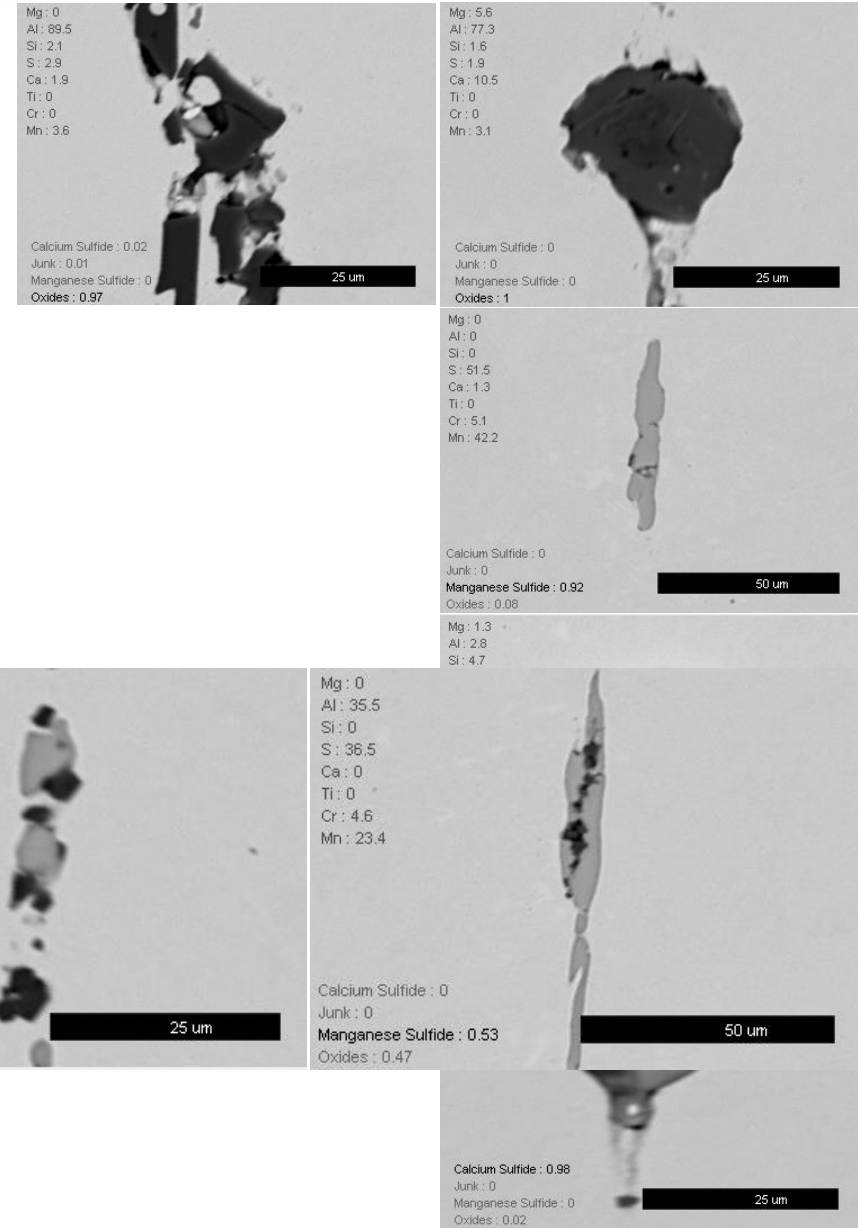 Mg : 0
Al : 89.5
Si : 2.1
S : 2.9
Ca : 1.9
Ti : 0
Cr : 0
Mn : 3.6
Calcium Sulfide : 0.02
Junk : 0.01
Manganese Sulfide : 0
Oxides : 0.97
25 um
Mg : 5.6
Al : 77.3
Si : 1.6
S : 1.9
Ca : 10.5
Ti : 0
Cr : 0
Mn : 3.1
Calcium Sulfide : 0
Junk : 0
Manganese Sulfide : 0
Oxides : 1
25 um
Mg : 0
Al : 0
Si : 0
S : 51.5
Ca : 1.3
Ti : 0
Cr : 5.1
Mn : 42.2
Calcium Sulfide : 0
Junk : 0
Manganese Sulfide : 0.92
Oxides : 0.08
50 um
Mg : 1.3
Al : 2.8
Si : 4.7
25 um
Mg : 0
Al : 35.5
Si : 0
S : 36.5
Ca : 0
Ti : 0
Cr : 4.6
Mn : 23.4
Calcium Sulfide : 0
Junk : 0
Manganese Sulfide : 0.53
Oxides : 0.47
50 um
Calcium Sulfide : 0.98
Junk : 0
Manganese Sulfide : 0
Oxides : 0.02
25 um